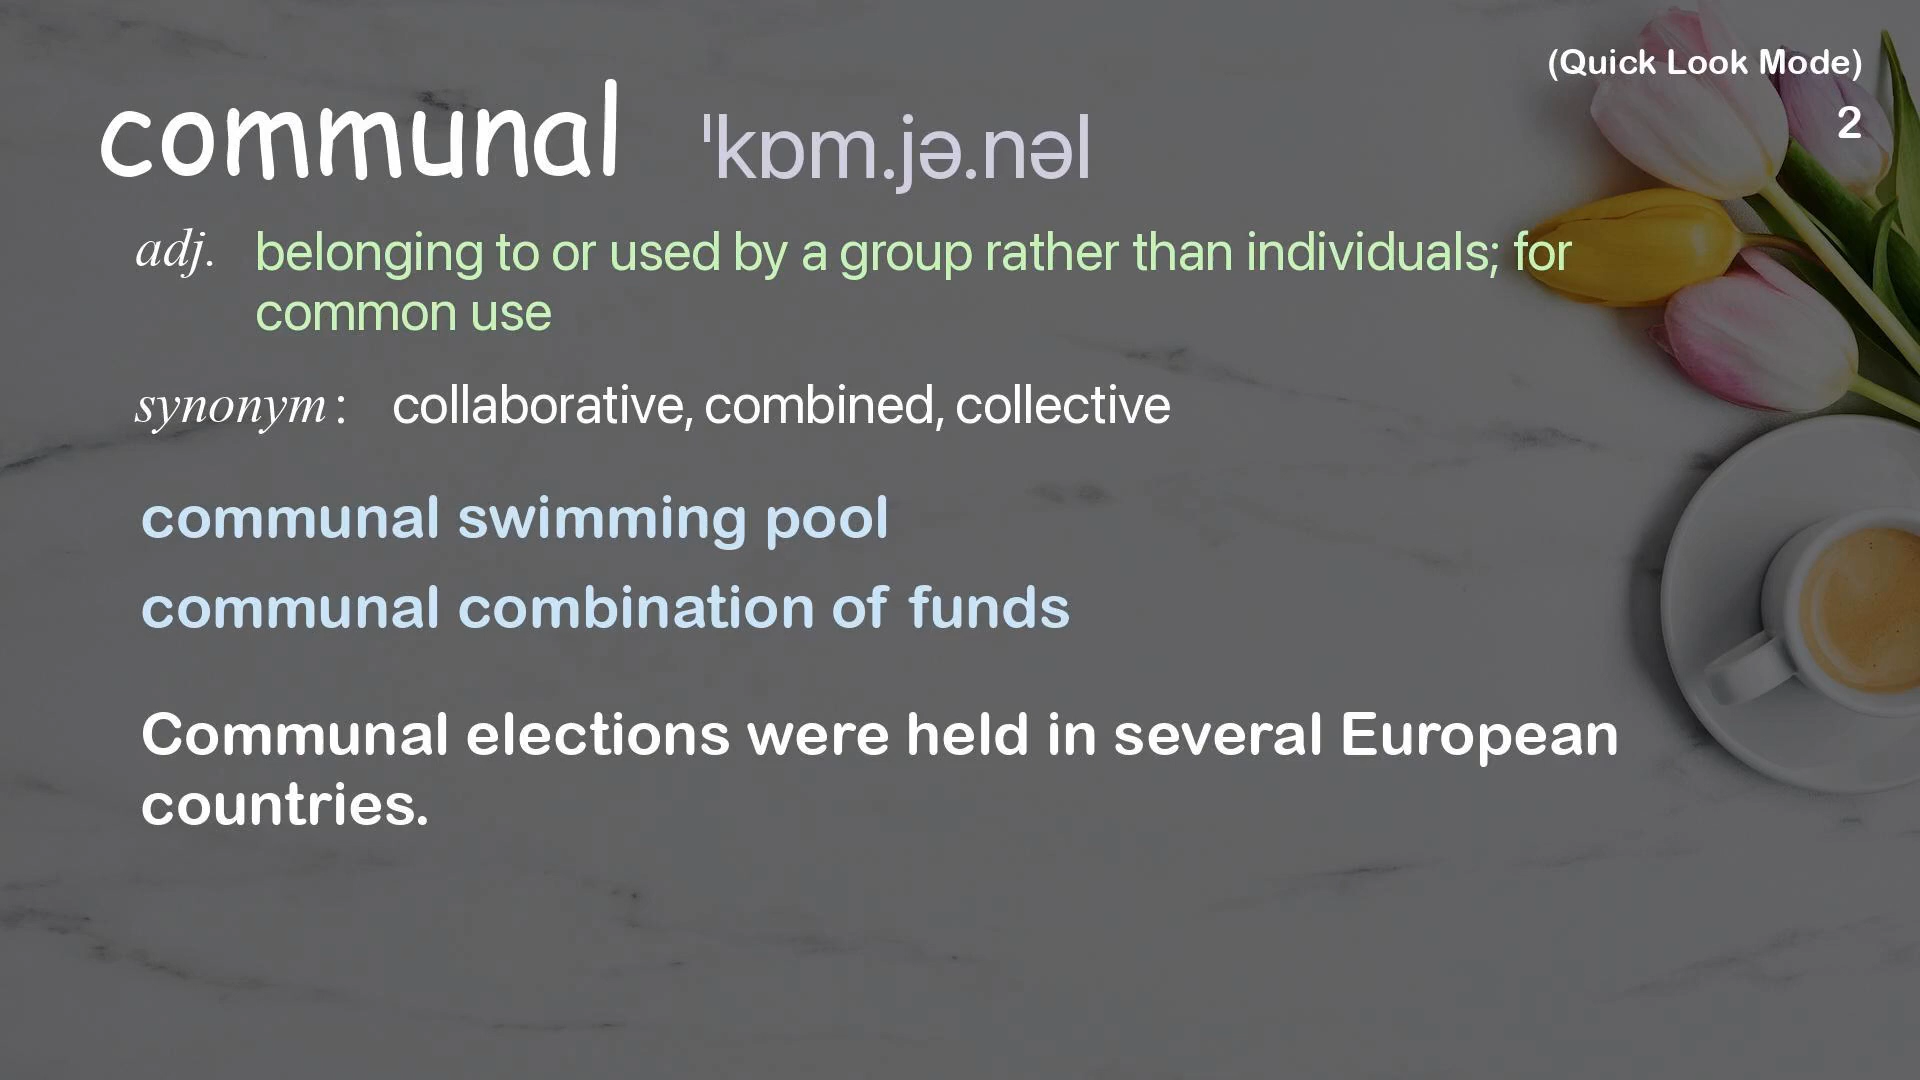 (Quick Look Mode)
2
communal ˈkɒm.jə.nəl
adj. belonging to or used by a group rather than individuals; for
common use
synonym : collaborative, combined, collective
communal swimming pool
communal combination of funds
Communal elections were held in several European
countries.